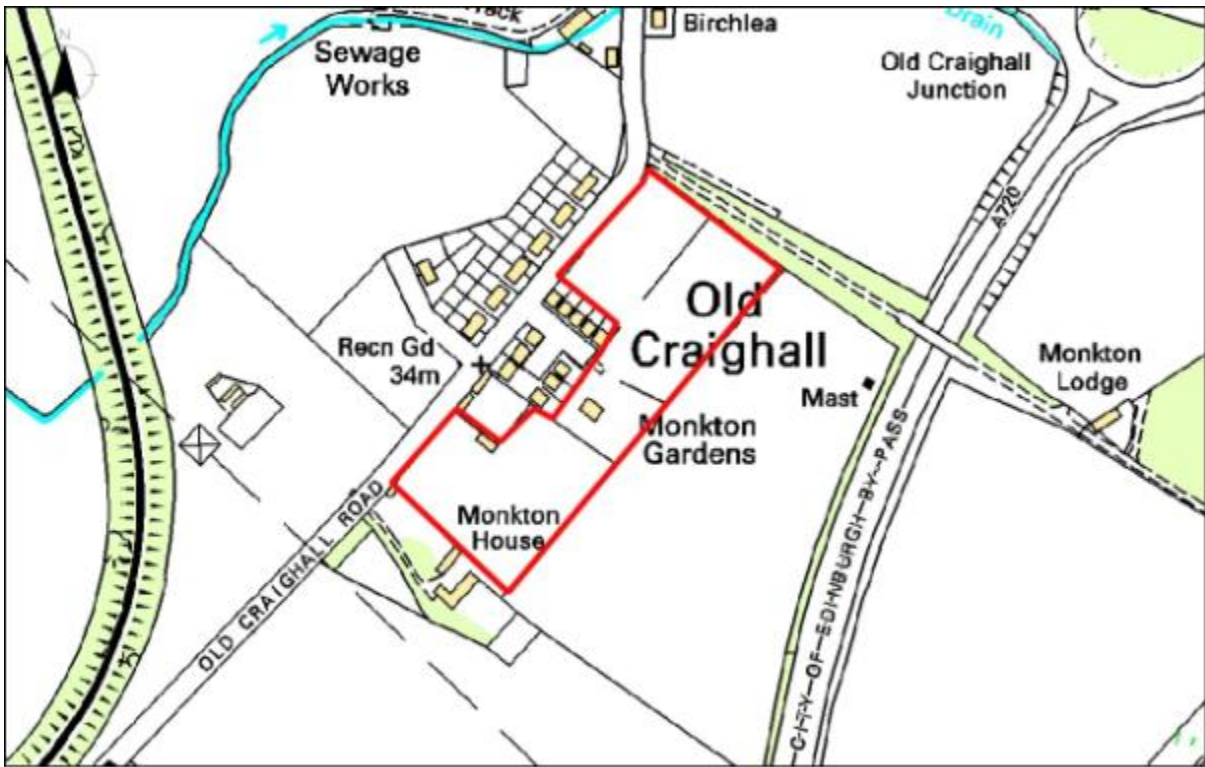 Track
Birchlea
Drain
N
Sewage
Works
Old Craighall
Junction
A720
Old
Craighall
Recn Gd
34m
Monkton
Lodge
Mast
Monkton
Gardens
Monkton
House
OLD CRAIGHALL ROAD
CITY OF EDINBURGH BY-PASS